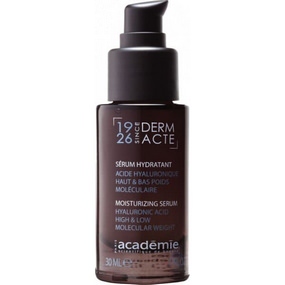 19 26 SINCE DERM ACTE
SÉRUM HYDRATANT
ACIDE HYALURONIQUE
HAUT & BAS POIDS
MOLÉCULAIRE
MOISTURIZING SERUM
HYALURONIC ACID
HIGH & LOW
MOLECULAR WEIGHT
académie
30 ML